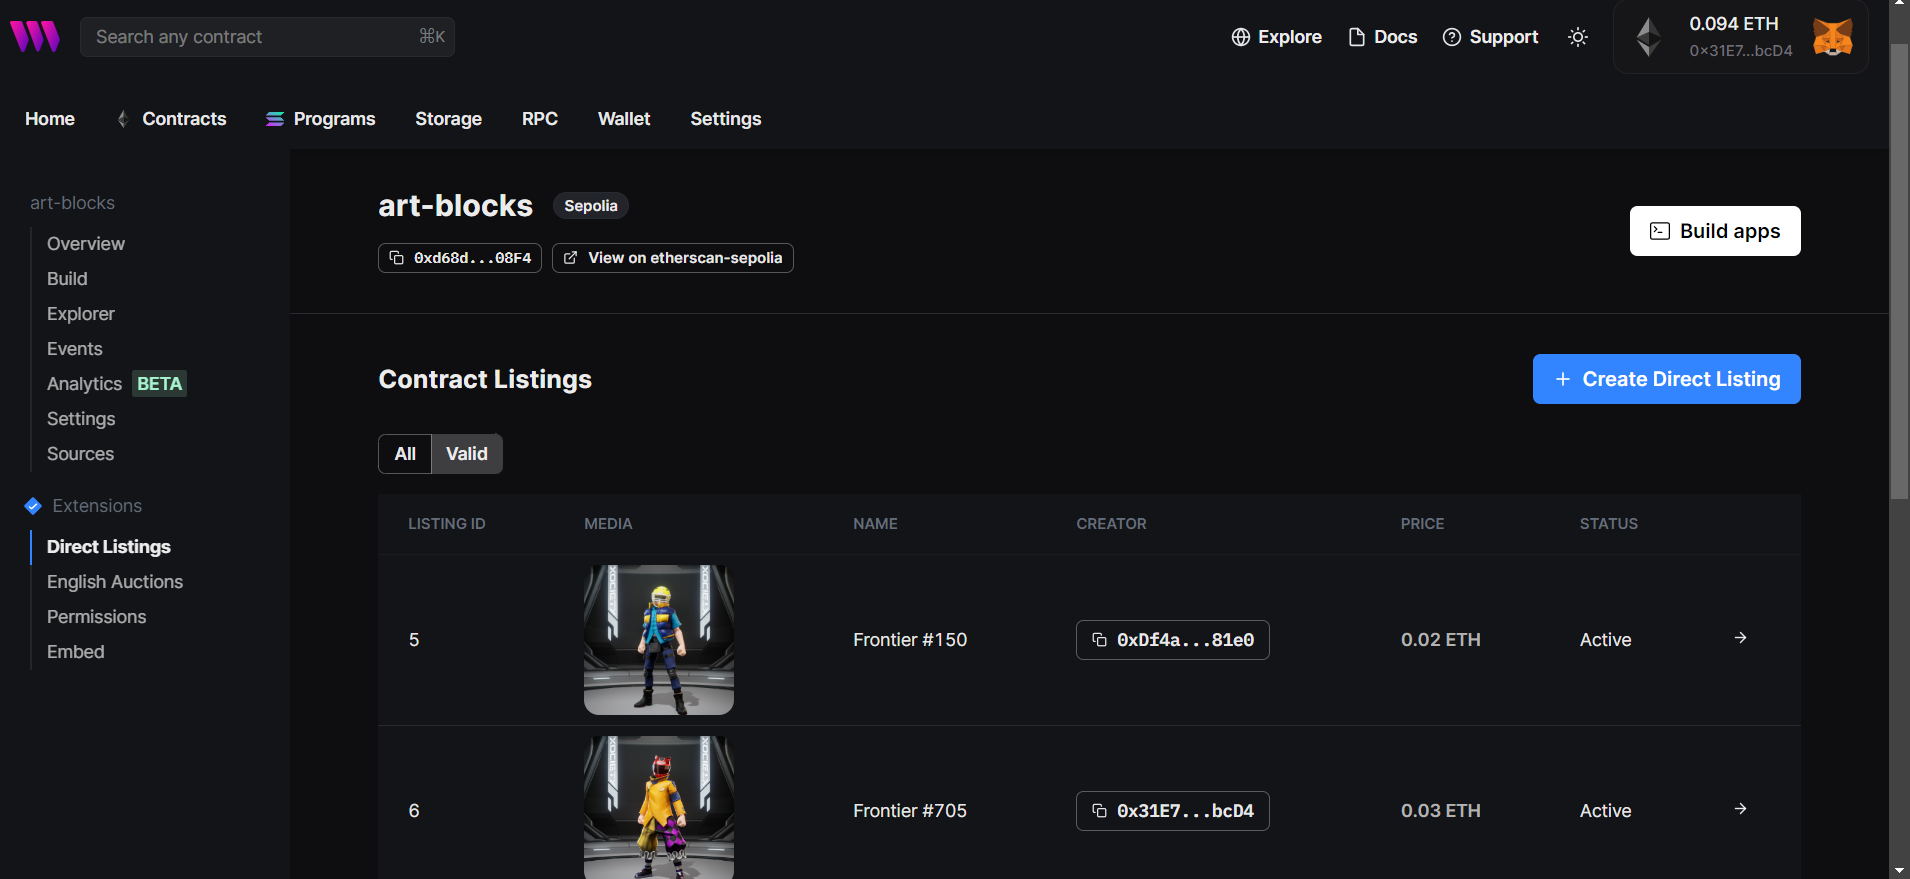 Search any contract ⌘K
Explore Docs Support
0.094 ETH
0x31E7...bcD4
Home Contracts Programs Storage RPC Wallet Settings
art-blocks
Overview
Build
Explorer
Events
Analytics BETA
Settings
Sources
Extensions
Direct Listings
English Auctions
Permissions
Embed
art-blocks Sepolia
0xd68d...08F4 View on etherscan-sepolia
Build apps
Contract Listings
+ Create Direct Listing
All Valid
LISTING ID MEDIA NAME CREATOR PRICE STATUS
5 Frontier #150 0xDf4a...81e0 0.02 ETH Active →
6 Frontier #705 0x31E7...bcD4 0.03 ETH Active →